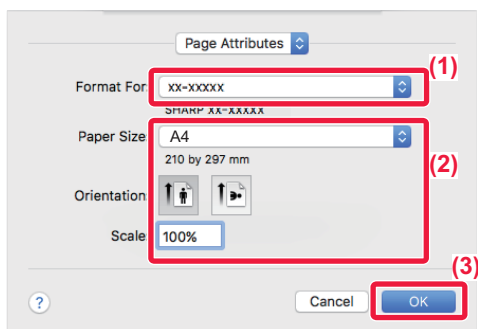 Page Attributes
(1)
Format For: xx-xxxxx
SHARP xx-xxxxx
Paper Size: A4
210 by 297 mm
(2)
Orientation:
Scale: 100%
(3)
? Cancel OK